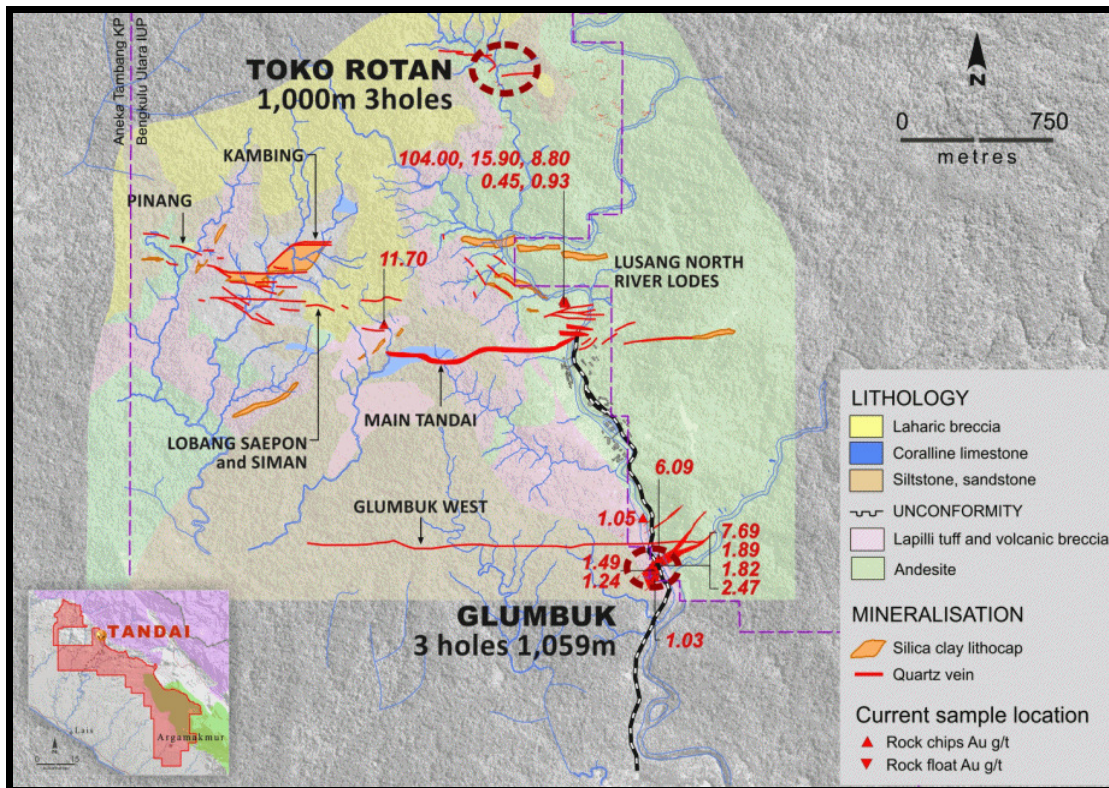 Aneka Tambang KP
Bengkulu Utara IUP
TOKO ROTAN
1,000m 3holes
N
0 750
metres
KAMBING
PINANG
104.00, 15.90, 8.80
0.45, 0.93
11.70
LUSANG NORTH
RIVER LODES
MAIN TANDAI
LOBANG SAEPON
and SIMAN
GLUMBUK WEST
6.09
1.05
7.69
1.89
1.82
2.47
1.49
1.24
GLUMBUK
3 holes 1,059m
1.03
LITHOLOGY
Laharic breccia
Coralline limestone
Siltstone, sandstone
UNCONFORMITY
Lapilli tuff and volcanic breccia
Andesite
MINERALISATION
Silica clay lithocap
Quartz vein
Current sample location
Rock chips Au g/t
Rock float Au g/t
TANDAI
Lais
Argamakmur
N
0 15